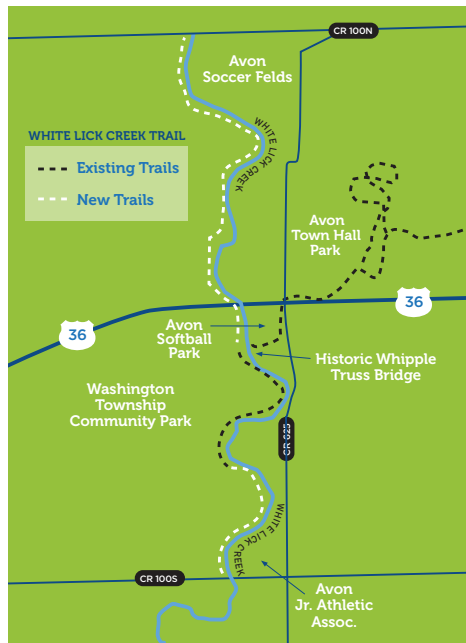 CR 100N
Avon
Soccer Felds
WHITE LICK CREEK
WHITE LICK CREEK TRAIL
Existing Trails
New Trails
Avon
Town Hall
Park
36
36
Avon
Softball
Park
Historic Whipple
Truss Bridge
Washington
Township
Community Park
CR 625
WHITE LICK CREEK
CR 100S
Avon
Jr. Athletic
Assoc.